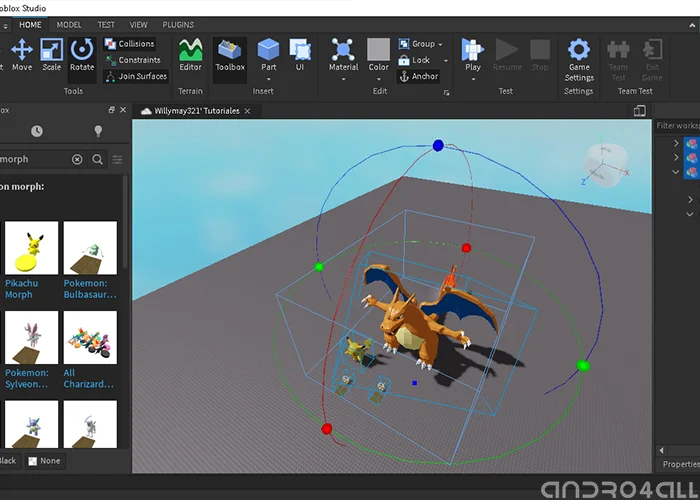 oblox Studio
HOME MODEL TEST VIEW PLUGINS
Move Scale Rotate
Collisions
Constraints
Join Surfaces
Editor Toolbox Part UI
Material Color
Group
Lock
Anchor
Play Resume Stop
Game Settings
Team Test
Exit Game
Tools Terrain Insert Edit Test Settings Team Test
ox
Willymay321' Tutoriales
morph
Filter worksp
on morph:
Pikachu Morph
Pokemon: Bulbasaur...
Pokemon: Sylveon...
All Charizard...
X
Z
Black None
Properties
ANDRO4ALL